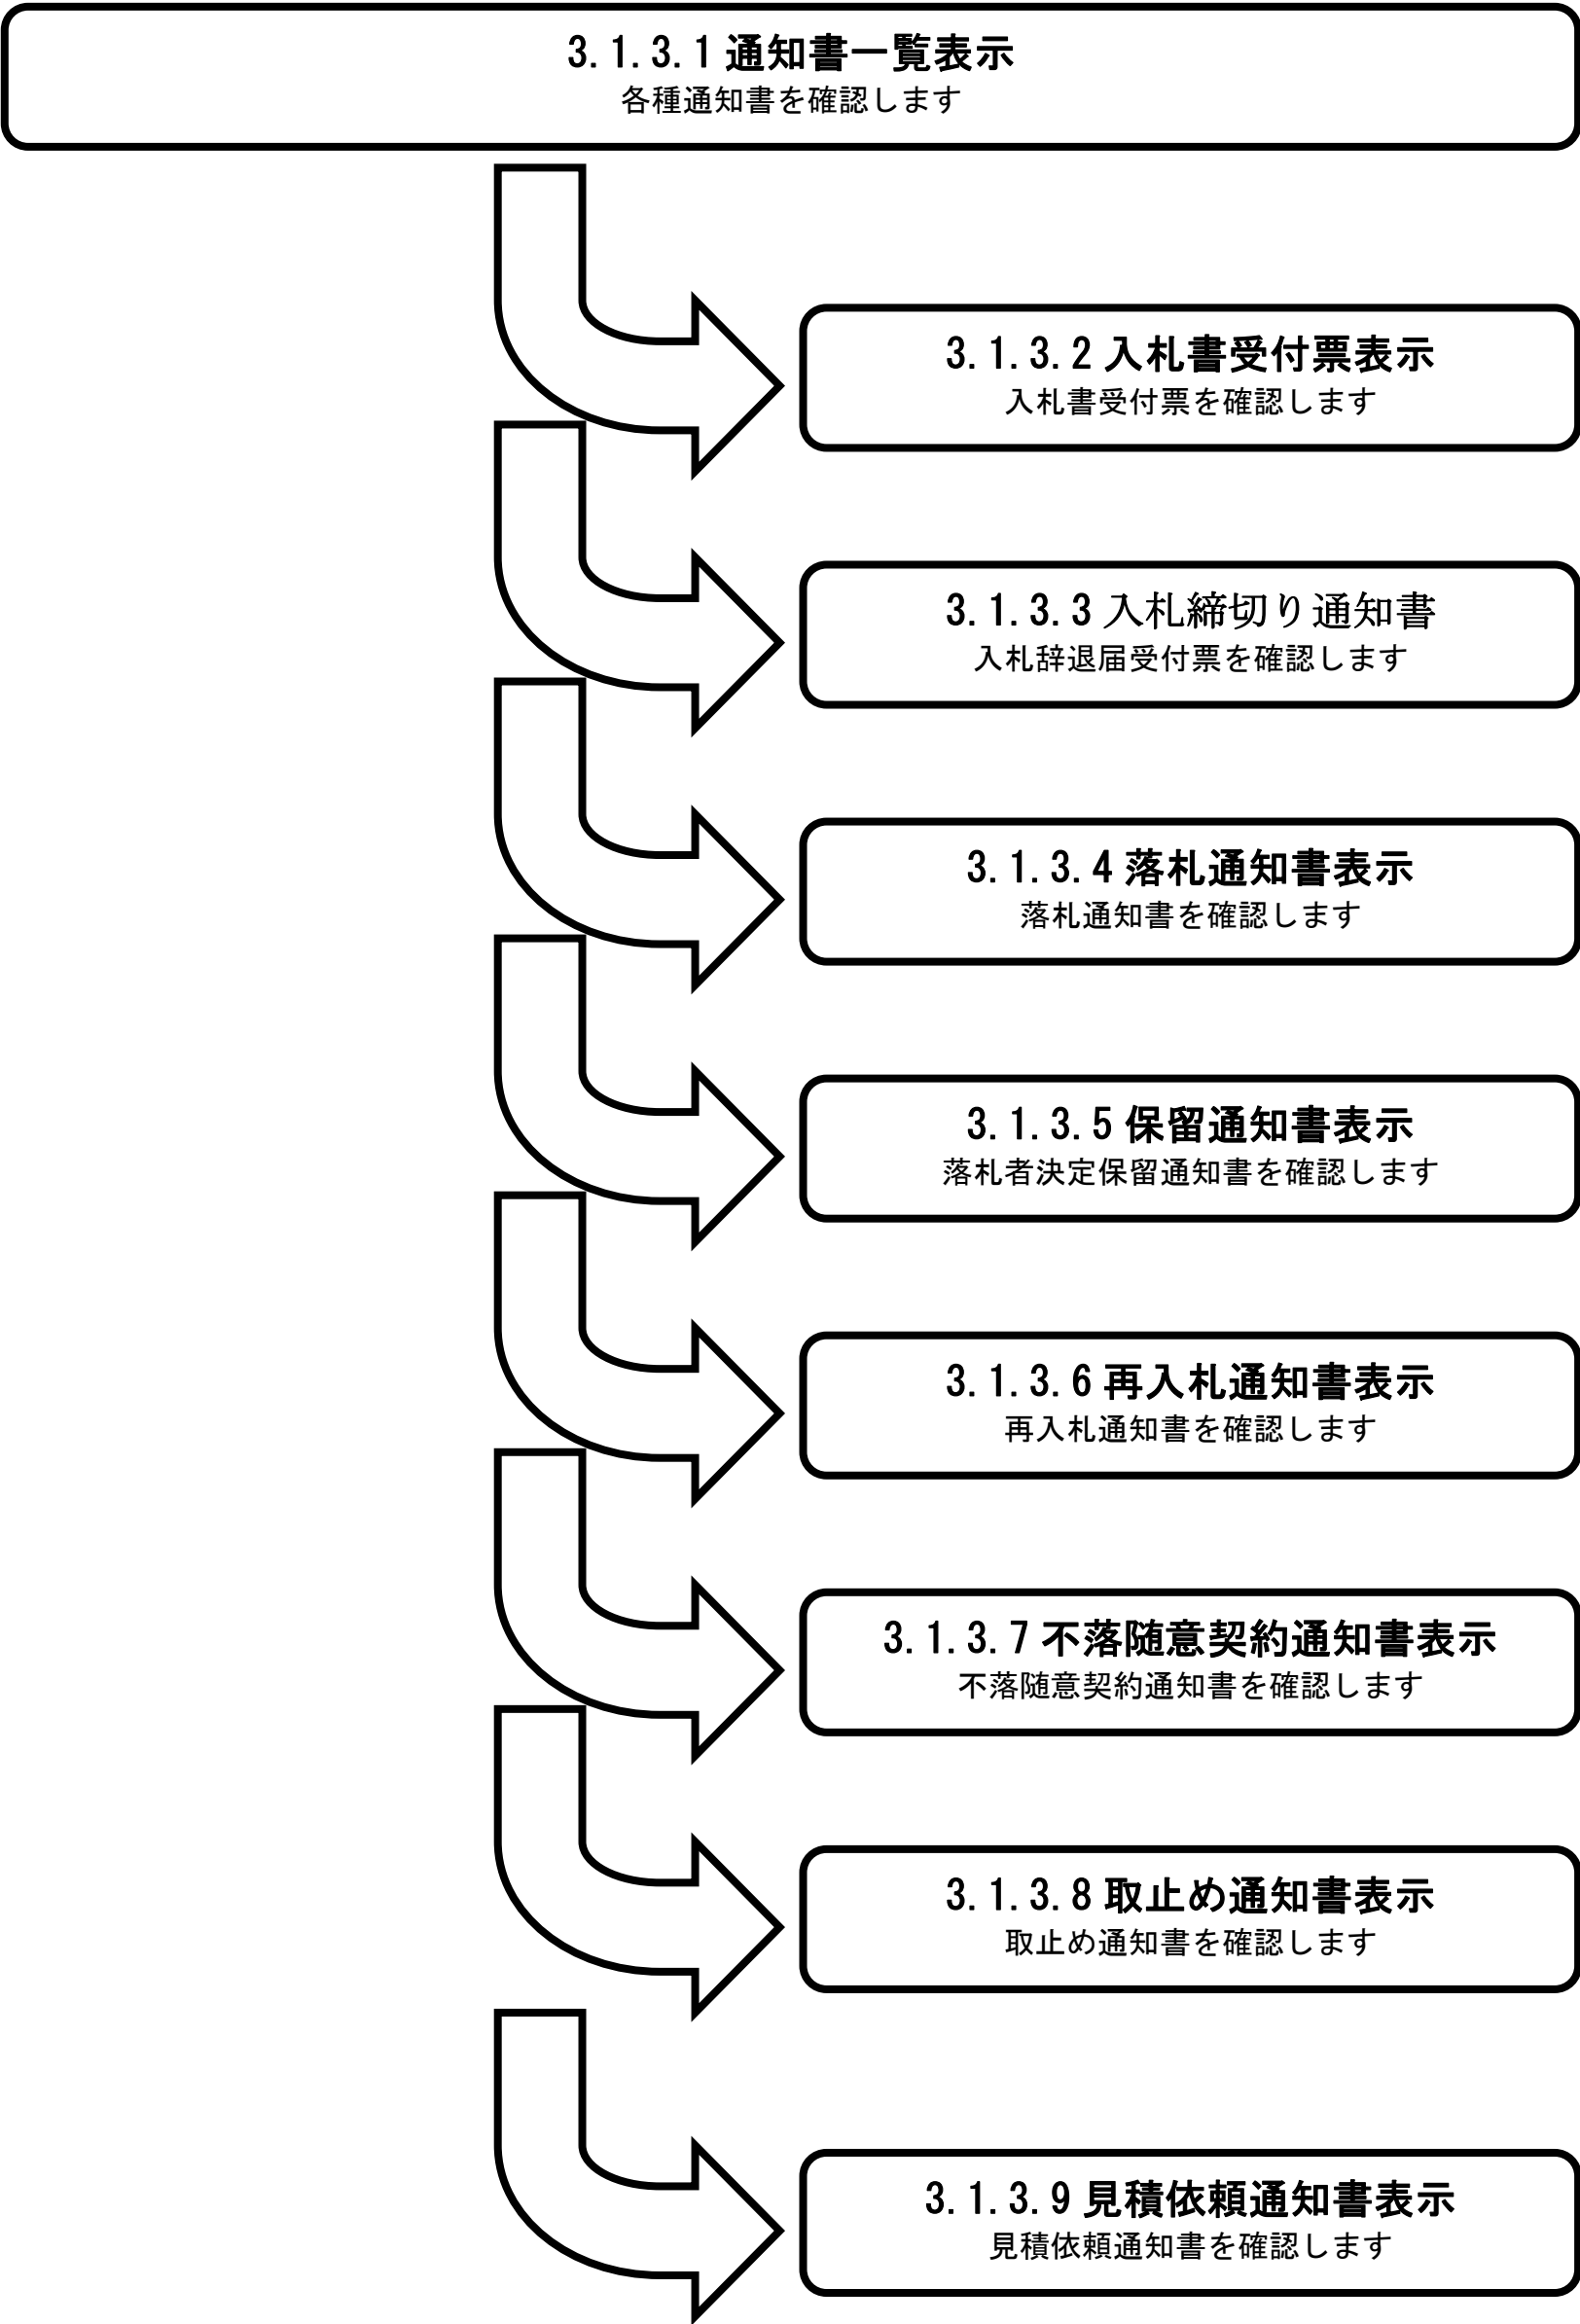 3.1.3.1 通知書一覧表示
各種通知書を確認します
3.1.3.2 入札書受付票表示
入札書受付票を確認します
3.1.3.3 入札締切り通知書
入札辞退届受付票を確認します
3.1.3.4 落札通知書表示
落札通知書を確認します
3.1.3.5 保留通知書表示
落札者決定保留通知書を確認します
3.1.3.6 再入札通知書表示
再入札通知書を確認します
3.1.3.7 不落随意契約通知書表示
不落随意契約通知書を確認します
3.1.3.8 取止め通知書表示
取止め通知書を確認します
3.1.3.9 見積依頼通知書表示
見積依頼通知書を確認します